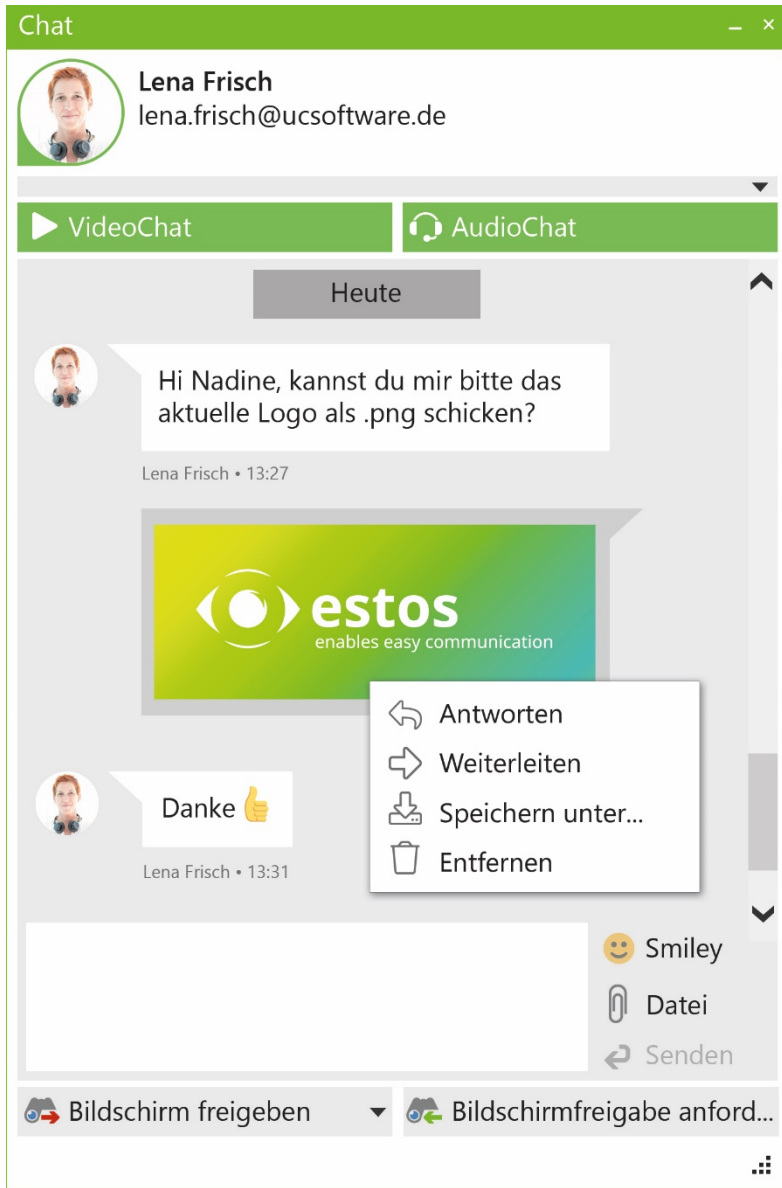 Chat
Lena Frisch
lena.frisch@ucsoftware.de
VideoChat
AudioChat
Heute
Hi Nadine, kannst du mir bitte das
aktuelle Logo als .png schicken?
Lena Frisch • 13:27
estos
enables easy communication
Antworten
Weiterleiten
Speichern unter...
Entfernen
Danke👍
Lena Frisch • 13:31
Smiley
Datei
Senden
Bildschirm freigeben
Bildschirmfreigabe anford...